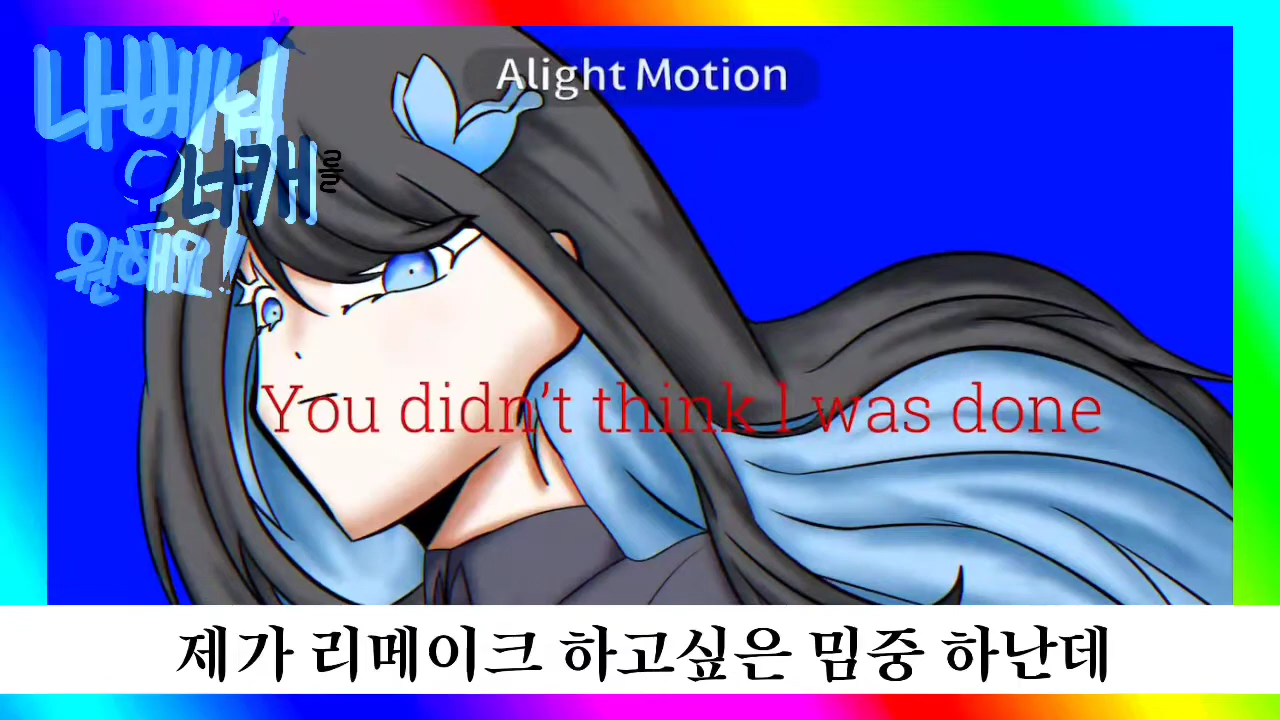 나베님
오너캐를
원해요!!
Alight Motion
You didn't think I was done
제가 리메이크 하고싶은 밈중 하난데